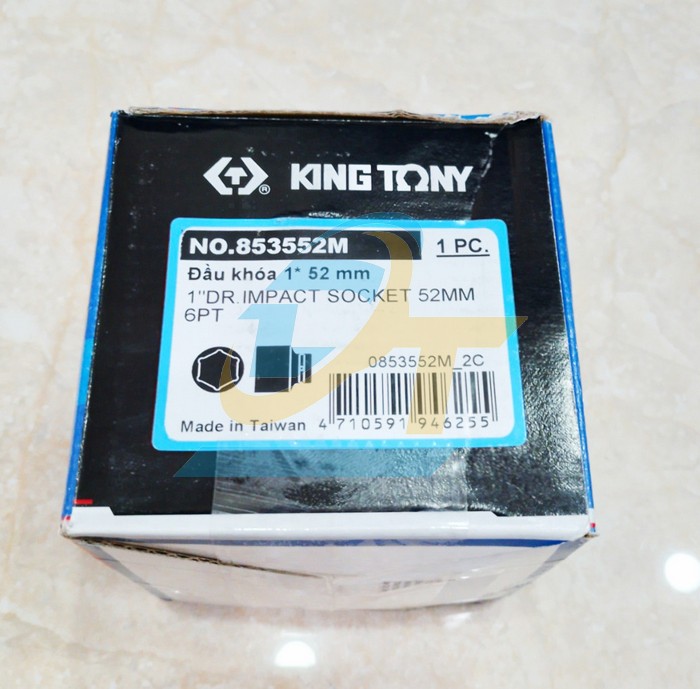 ® KING TONY
NO.853552M 1 PC.
Đầu khóa 1* 52 mm
1"DR.IMPACT SOCKET 52MM
6PT
0853552M_2C
Made in Taiwan 4 710591 946255